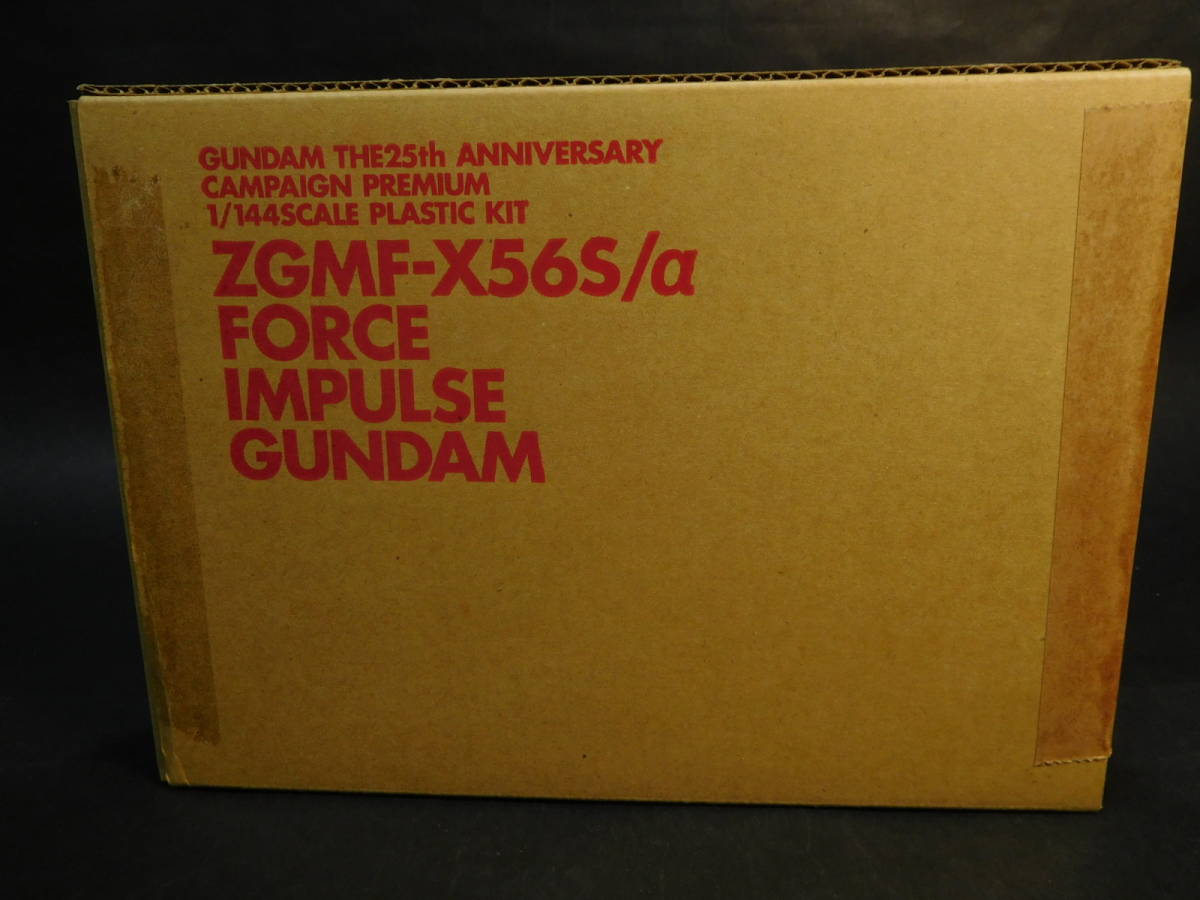 GUNDAM THE25th ANNIVERSARY
CAMPAIGN PREMIUM
1/144SCALE PLASTIC KIT
ZGMF-X56S/α
FORCE
IMPULSE
GUNDAM